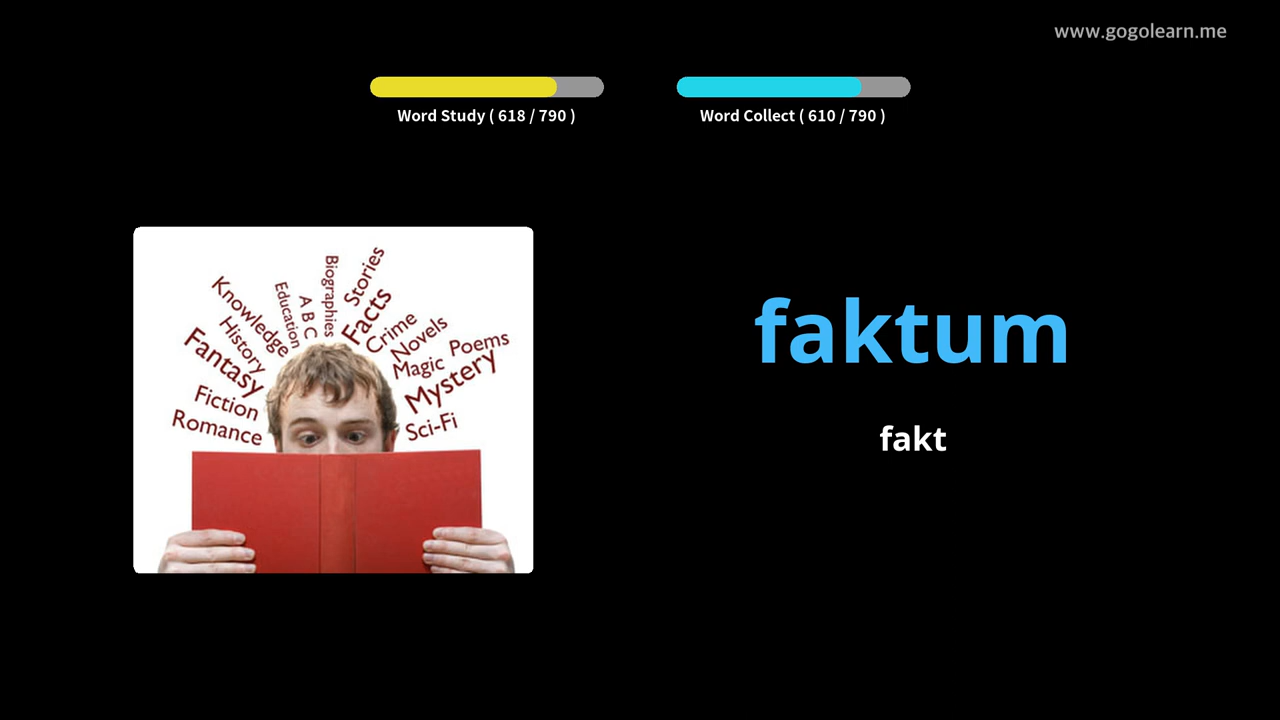 www.gogolearn.me
Word Study ( 618 / 790 )
Word Collect ( 610 / 790 )
Biographies
Stories
Education
A B C
Facts
Knowledge
Crime
History
Novels
Poems
Fantasy
Magic
Mystery
Fiction
Romance
Sci-Fi
faktum
fakt